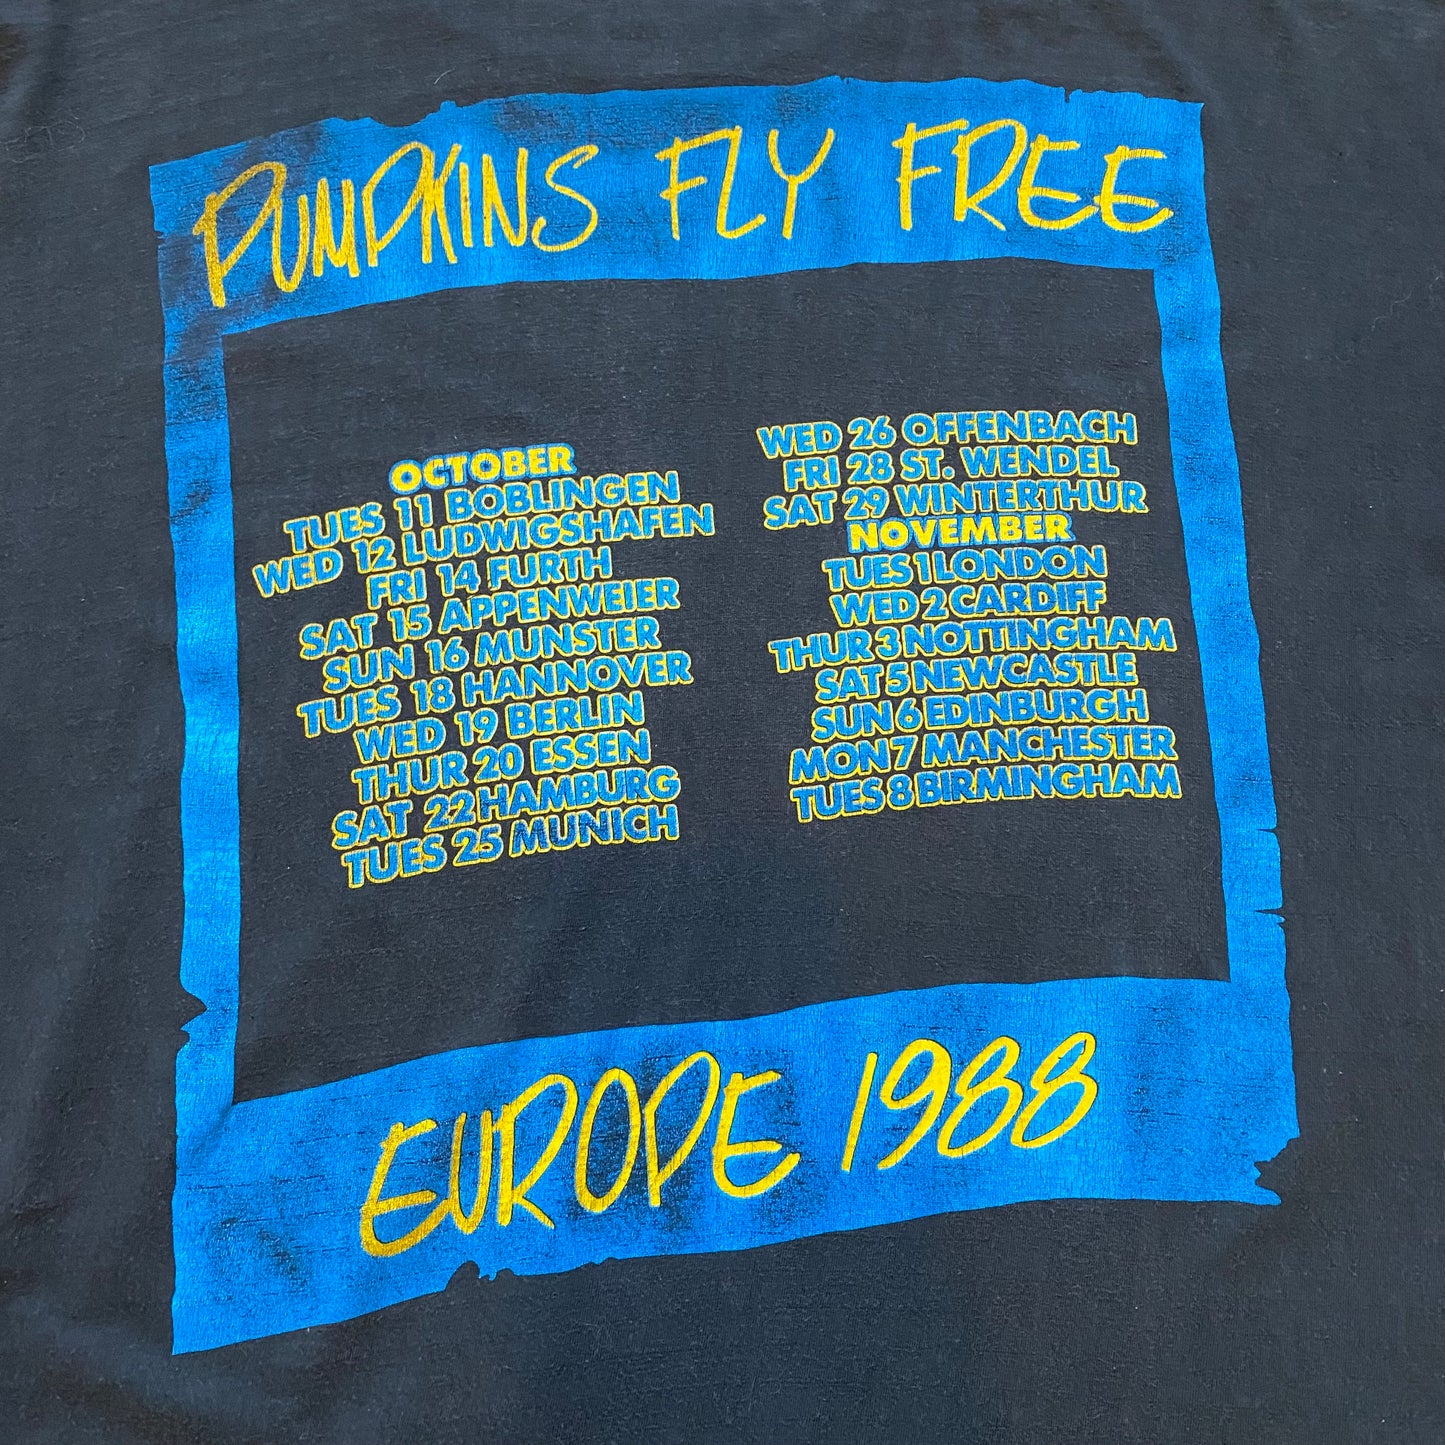 PUMPKINS FLY FREE
OCTOBER
TUES 11 BOBLINGEN
WED 12 LUDWIGSHAFEN
FRI 14 FURTH
SAT 15 APPENWEIER
SUN 16 MUNSTER
TUES 18 HANNOVER
WED 19 BERLIN
THUR 20 ESSEN
SAT 22 HAMBURG
TUES 25 MUNICH
WED 26 OFFENBACH
FRI 28 ST. WENDEL
SAT 29 WINTERTHUR
NOVEMBER
TUES 1 LONDON
WED 2 CARDIFF
THUR 3 NOTTINGHAM
SAT 5 NEWCASTLE
SUN 6 EDINBURGH
MON 7 MANCHESTER
TUES 8 BIRMINGHAM
EUROPE 1988